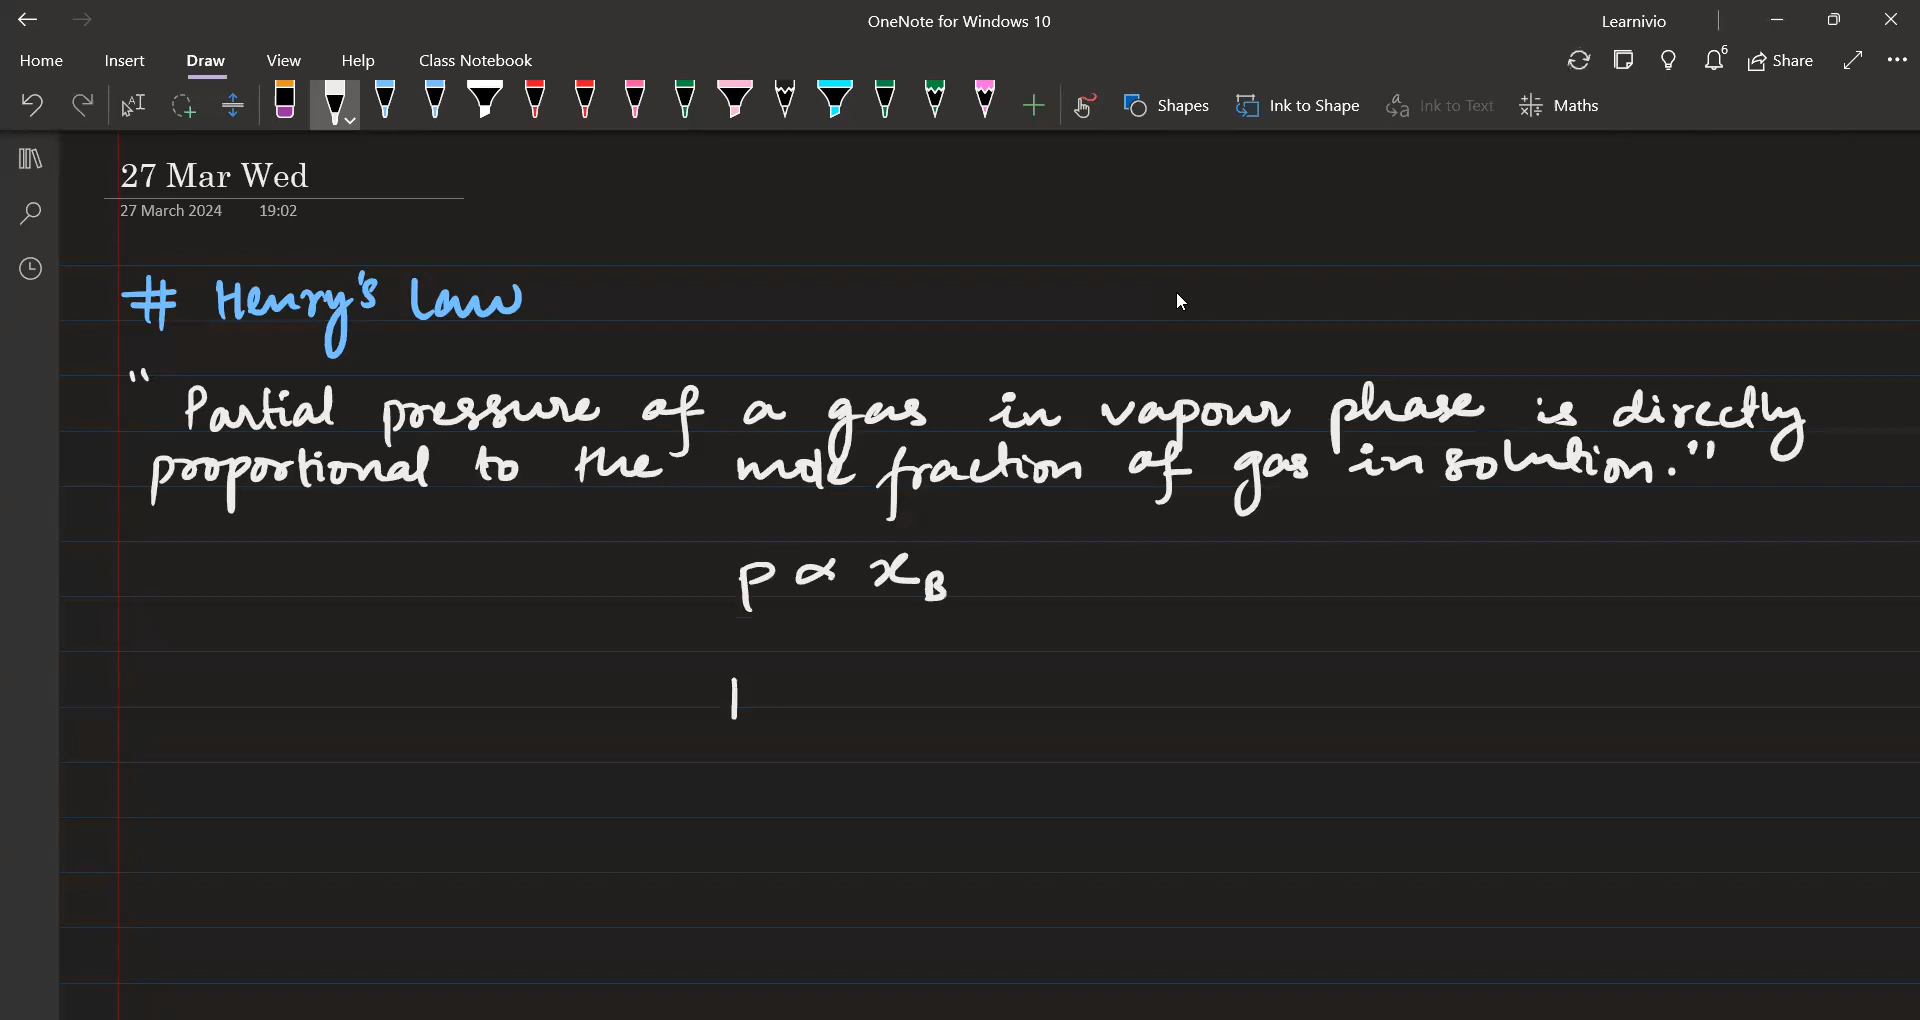 OneNote for Windows 10
Learnivio
Home Insert Draw View Help Class Notebook
6 Share
Shapes Ink to Shape Ink to Text Maths
27 Mar Wed
27 March 2024 19:02
# Henry's Law
"Partial pressure of a gas in vapour phase is directly
proportional to the mole fraction of gas in solution."
p ∝ x_B